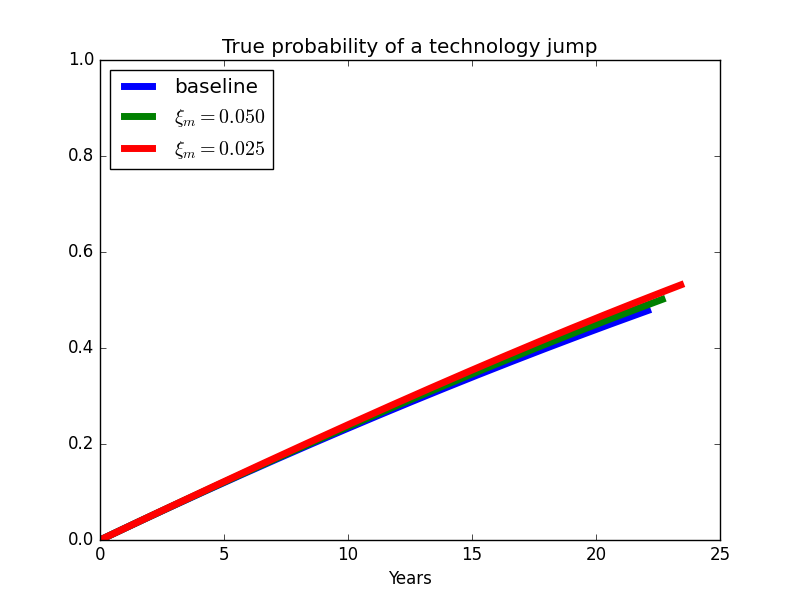 True probability of a technology jump
1.0
baseline
ξₘ = 0.050
ξₘ = 0.025
0.8
0.6
0.4
0.2
0.0
0 5 10 15 20 25
Years